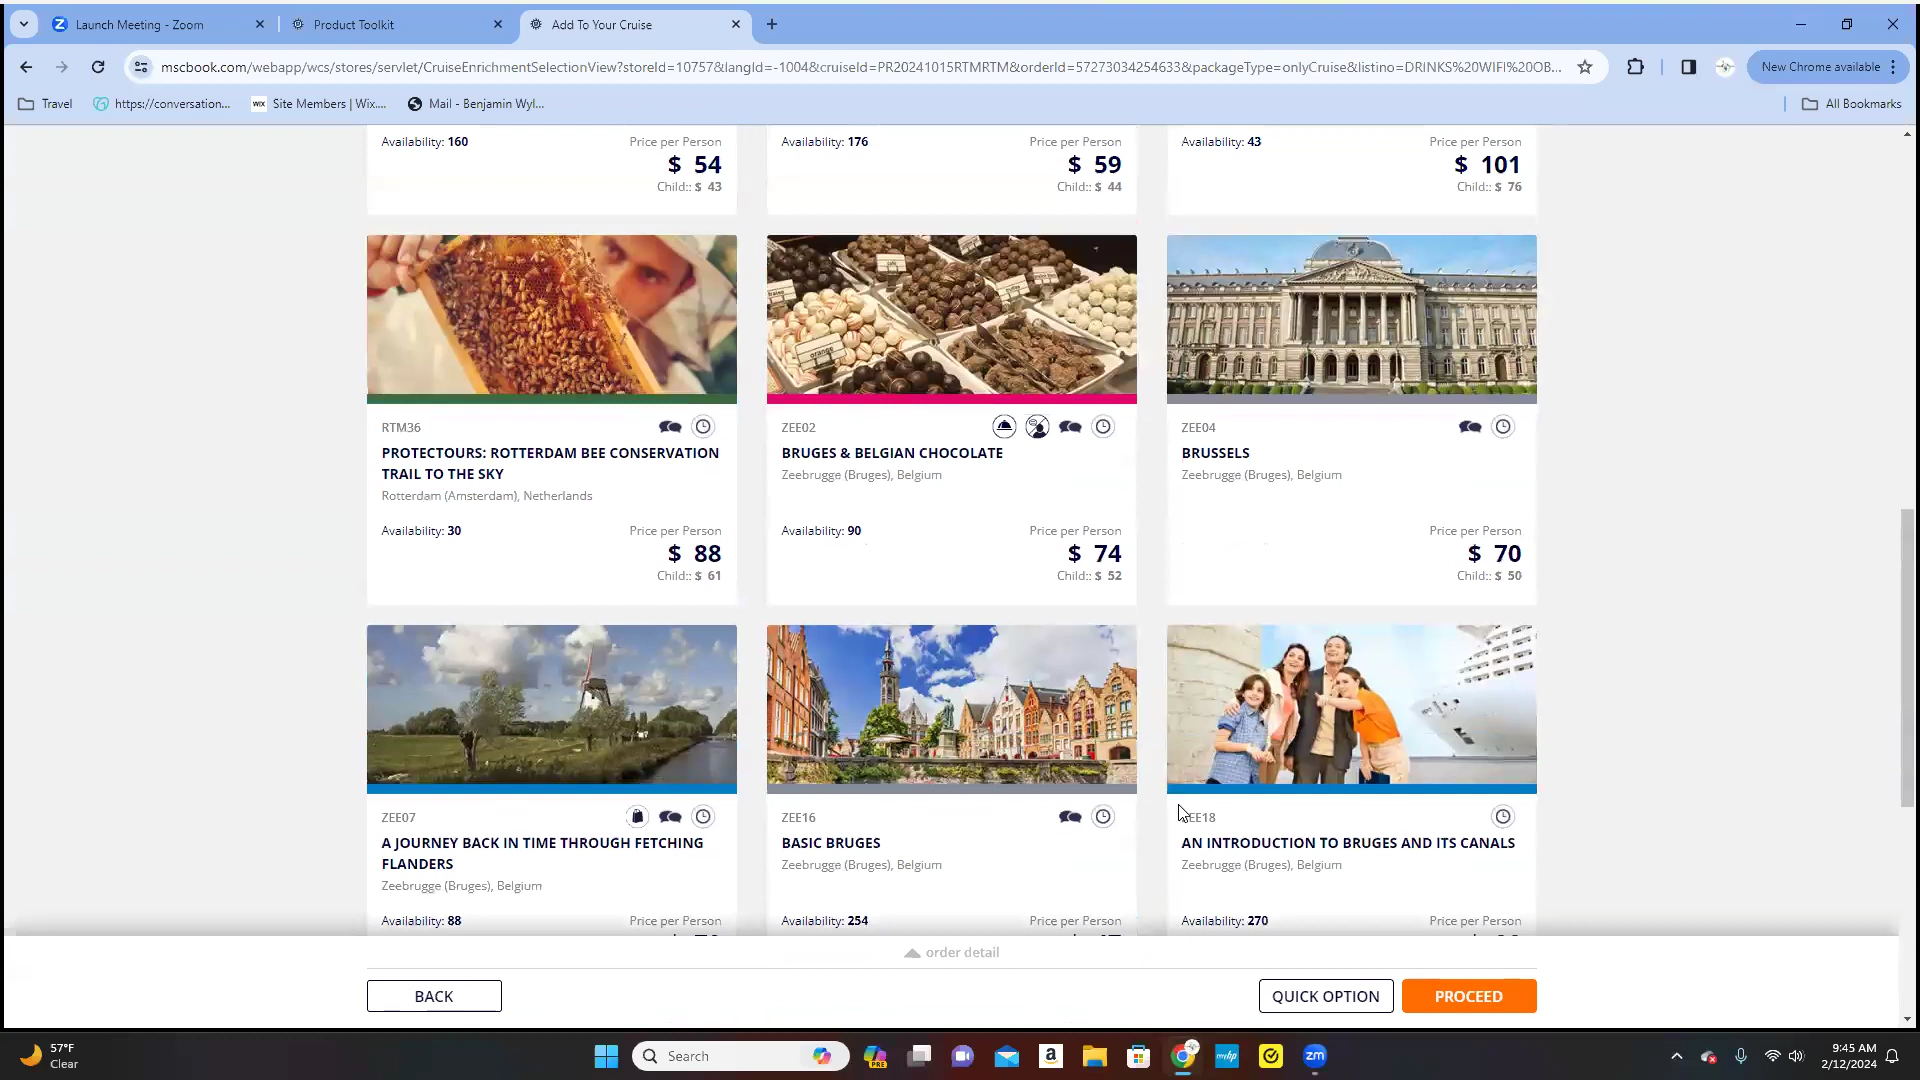 Launch Meeting - Zoom
Product Toolkit
Add To Your Cruise
mscbook.com/webapp/wcs/stores/servlet/CruiseEnrichmentSelectionView?storeId=10757&langId=-1004&cruiseId=PR20241015RTMRTM&orderId=57273034254633&packageType=onlyCruise&listino=DRINKS%20WIFI%20OB...
New Chrome available
Travel
https://conversation...
WIX Site Members | Wix....
Mail - Benjamin Wyl...
All Bookmarks
Availability: 160 Price per Person
$ 54
Child:: $ 43
Availability: 176 Price per Person
$ 59
Child:: $ 44
Availability: 43 Price per Person
$ 101
Child:: $ 76
orange
RTM36
PROTECTOURS: ROTTERDAM BEE CONSERVATION
TRAIL TO THE SKY
Rotterdam (Amsterdam), Netherlands
Availability: 30 Price per Person
$ 88
Child:: $ 61
ZEE02
BRUGES & BELGIAN CHOCOLATE
Zeebrugge (Bruges), Belgium
Availability: 90 Price per Person
$ 74
Child:: $ 52
ZEE04
BRUSSELS
Zeebrugge (Bruges), Belgium
Price per Person
$ 70
Child:: $ 50
ZEE07
A JOURNEY BACK IN TIME THROUGH FETCHING
FLANDERS
Zeebrugge (Bruges), Belgium
Availability: 88 Price per Person
ZEE16
BASIC BRUGES
Zeebrugge (Bruges), Belgium
Availability: 254 Price per Person
EE18
AN INTRODUCTION TO BRUGES AND ITS CANALS
Zeebrugge (Bruges), Belgium
Availability: 270 Price per Person
order detail
BACK
QUICK OPTION
PROCEED
57°F
Clear
Search
PRE
a
myhp
zm
9:45 AM
2/12/2024